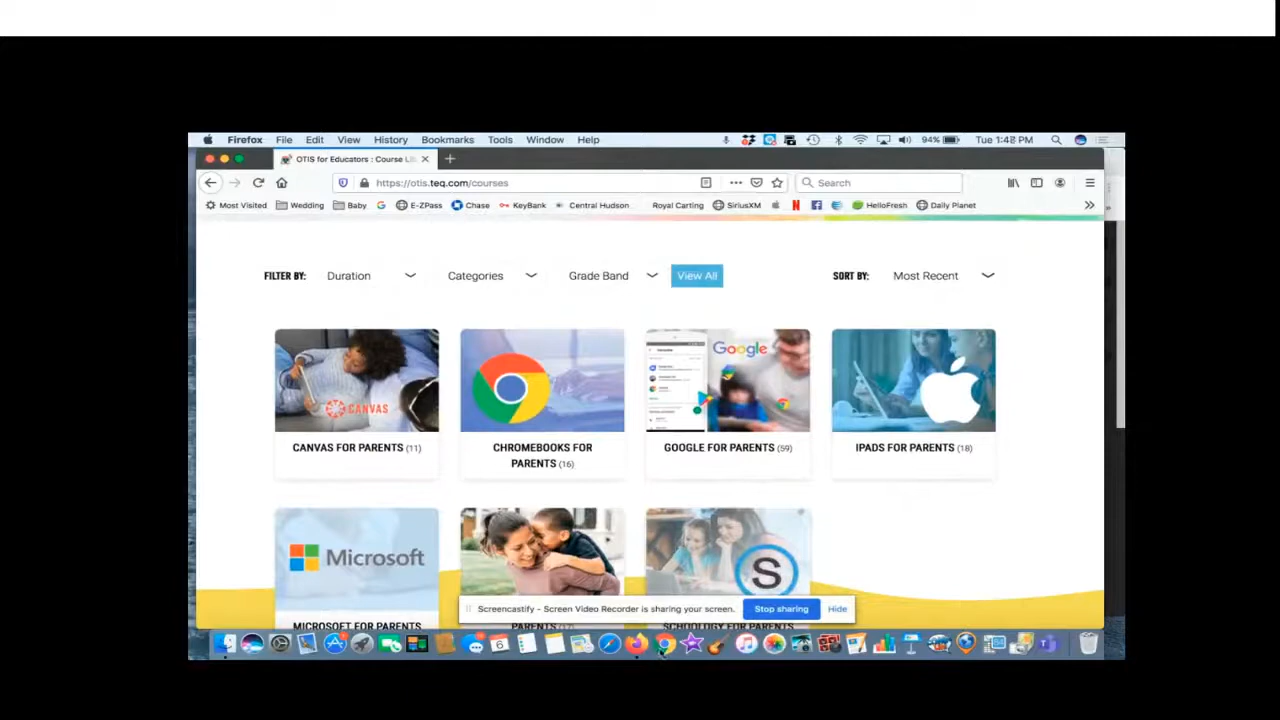 Firefox File Edit View History Bookmarks Tools Window Help 94% Tue 1:48 PM
OTIS for Educators : Course Li
https://otis.teq.com/courses Search
Most Visited Wedding Baby E-ZPass Chase KeyBank Central Hudson Royal Carting SiriusXM HelloFresh Daily Planet
FILTER BY: Duration Categories Grade Band View All SORT BY: Most Recent
CANVAS
Google
CANVAS FOR PARENTS (11)
CHROMEBOOKS FOR
PARENTS (16)
GOOGLE FOR PARENTS (59)
IPADS FOR PARENTS (18)
Microsoft
S
Screencastify - Screen Video Recorder is sharing your screen. Stop sharing Hide
MICROSOFT FOR PARENTS
PARENTS (17)
SCHOOLOGY FOR PARENTS